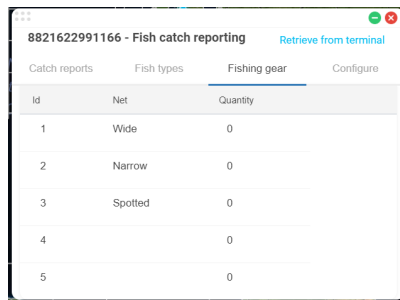 8821622991166 - Fish catch reporting
Retrieve from terminal
Catch reports Fish types Fishing gear Configure
Id Net Quantity
1 Wide 0
2 Narrow 0
3 Spotted 0
4 0
5 0